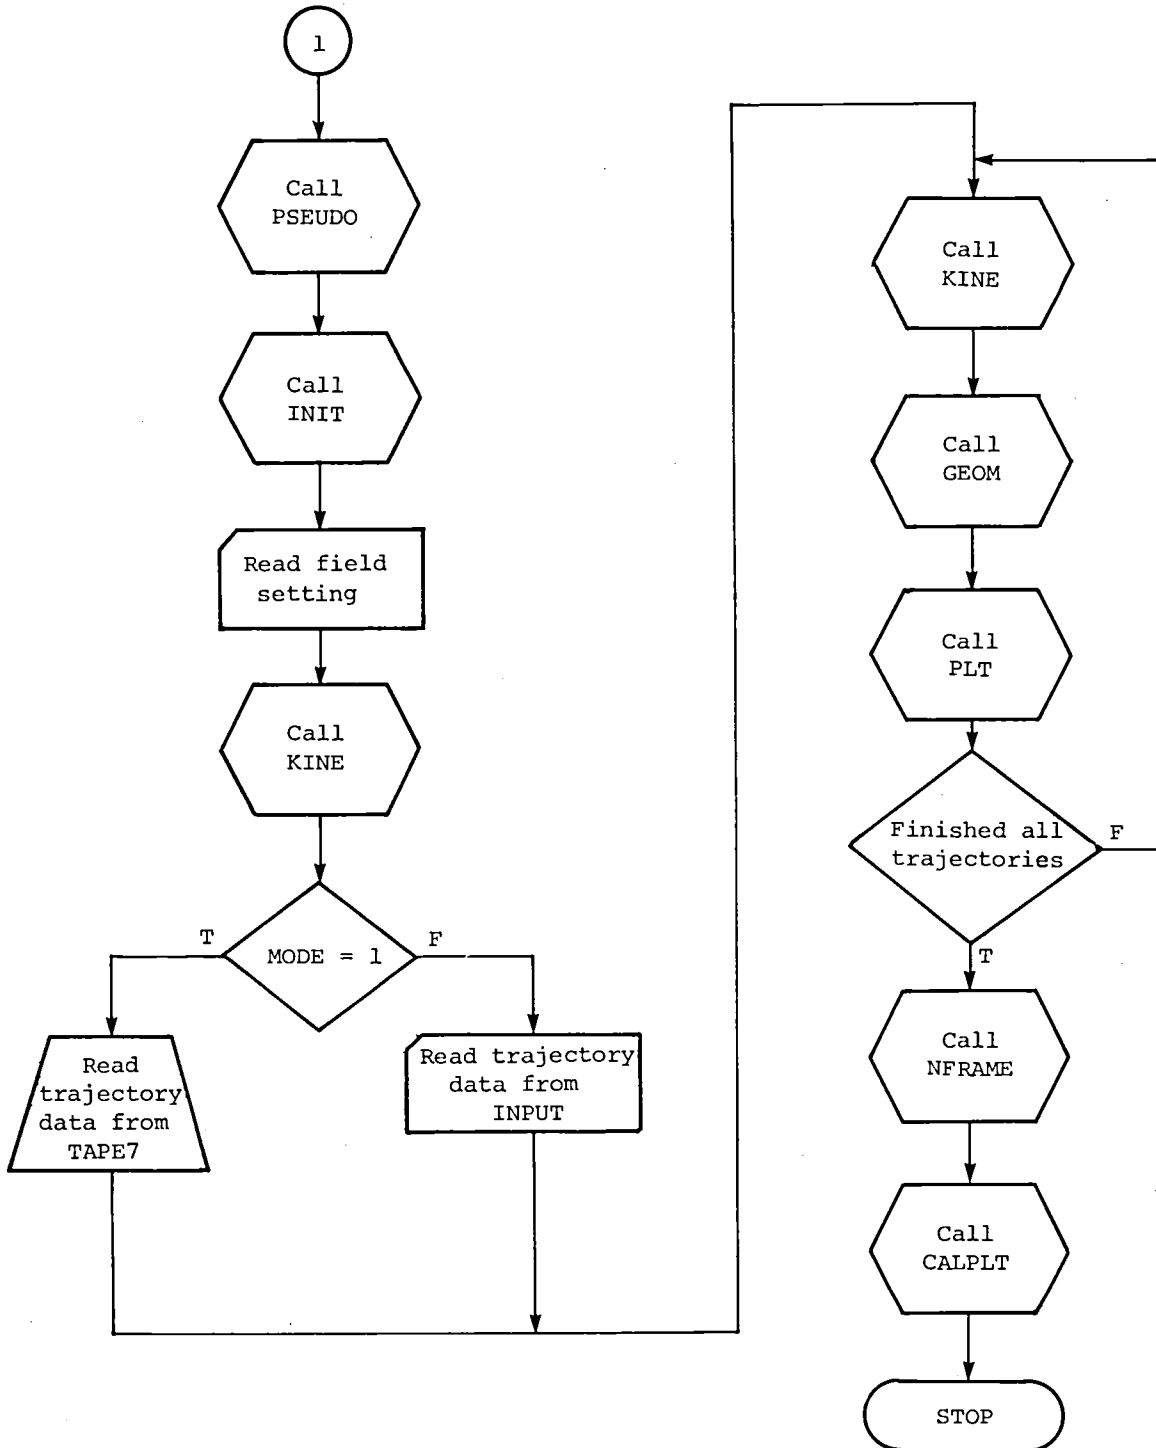 1
Call
PSEUDO
Call
INIT
Read field
setting
Call
KINE
MODE = 1
T
F
Read
trajectory
data from
TAPE7
Read trajectory
data from
INPUT
Call
KINE
Call
GEOM
Call
PLT
Finished all
trajectories
F
T
Call
NFRAME
Call
CALPLT
STOP